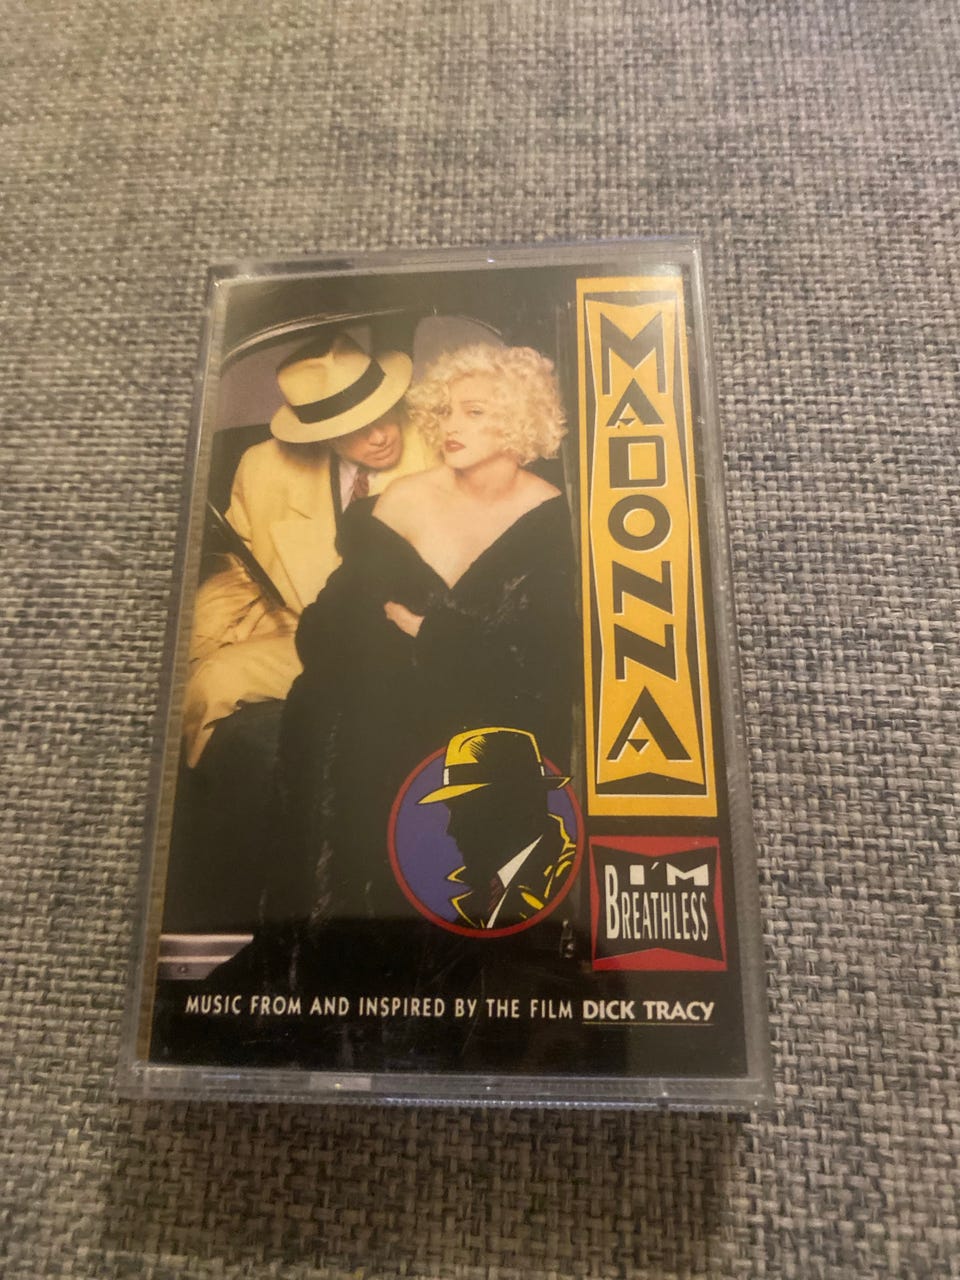 MADONNA
I'M
BREATHLESS
MUSIC FROM AND INSPIRED BY THE FILM DICK TRACY